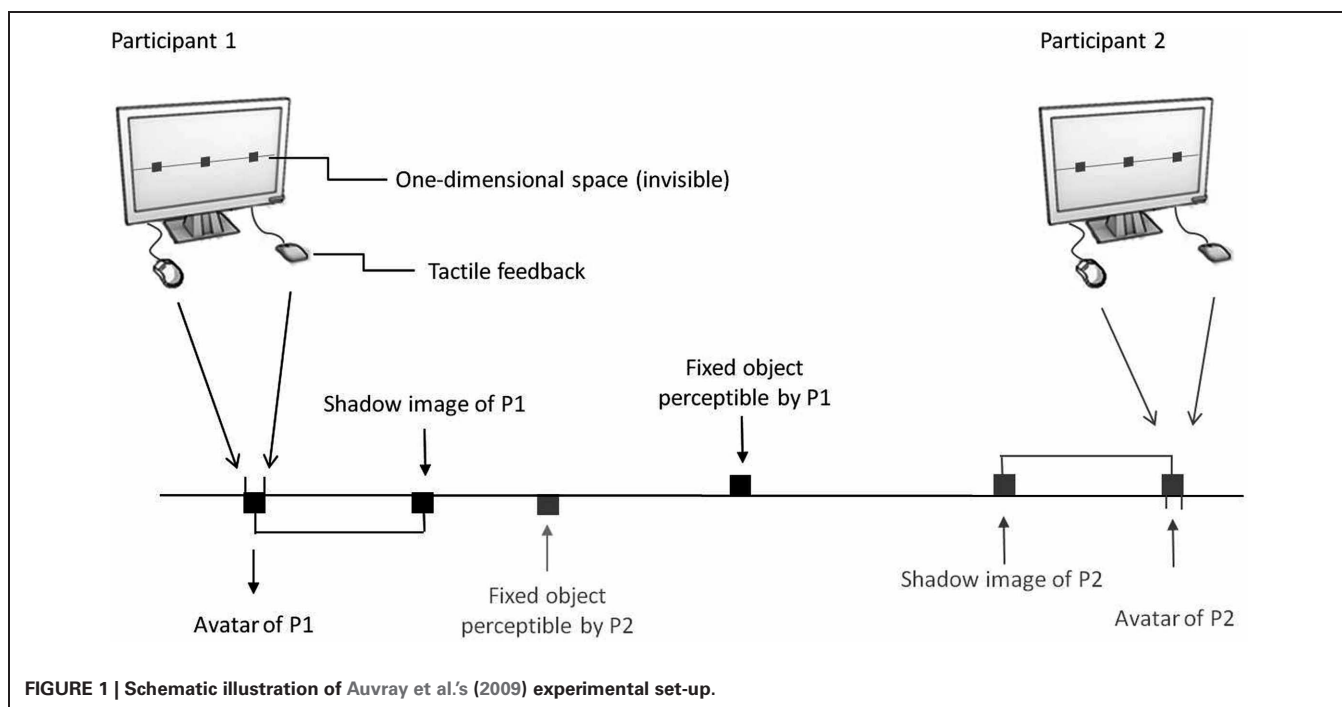 Participant 1
Participant 2
One-dimensional space (invisible)
Tactile feedback
Fixed object
perceptible by P1
Shadow image of P1
Shadow image of P2
Fixed object
perceptible by P2
Avatar of P1
Avatar of P2
FIGURE 1 | Schematic illustration of Auvray et al.'s (2009) experimental set-up.